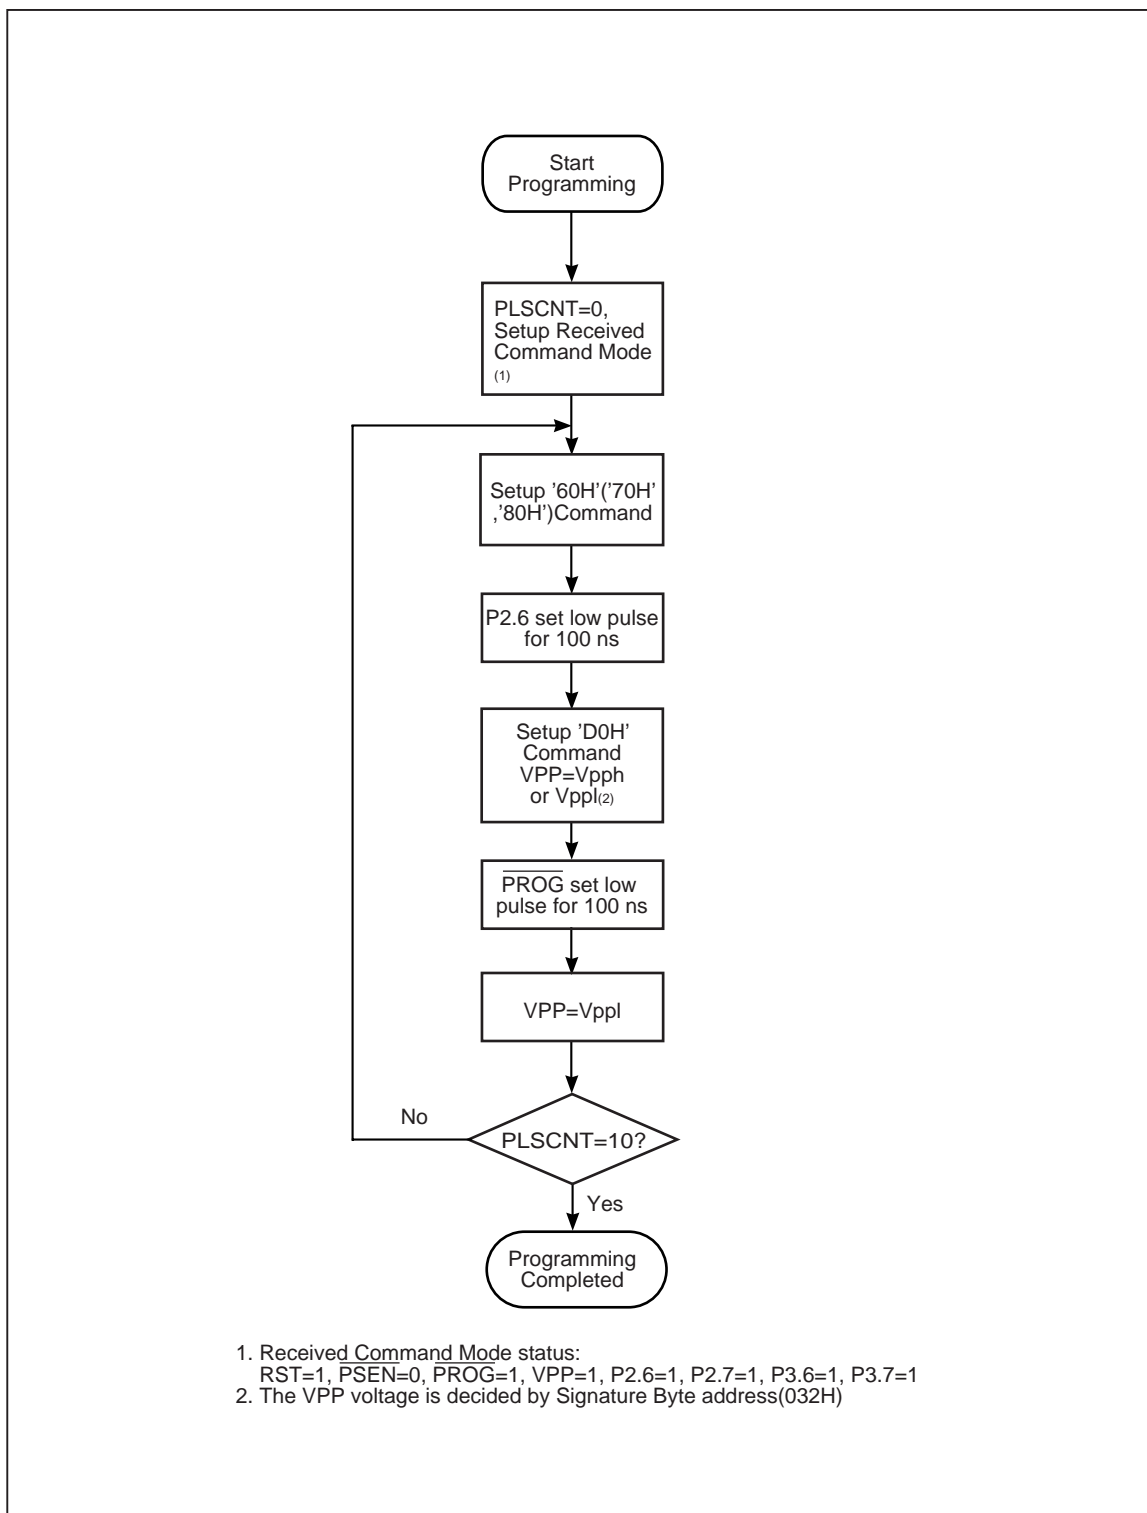 Start
Programming
PLSCNT=0,
Setup Received
Command Mode
(1)
Setup '60H'('70H'
,'80H')Command
P2.6 set low pulse
for 100 ns
Setup 'D0H'
Command
VPP=Vpph
or Vppl(2)
PROG set low
pulse for 100 ns
VPP=Vppl
No
PLSCNT=10?
Yes
Programming
Completed
1. Received Command Mode status:
RST=1, PSEN=0, PROG=1, VPP=1, P2.6=1, P2.7=1, P3.6=1, P3.7=1
2. The VPP voltage is decided by Signature Byte address(032H)